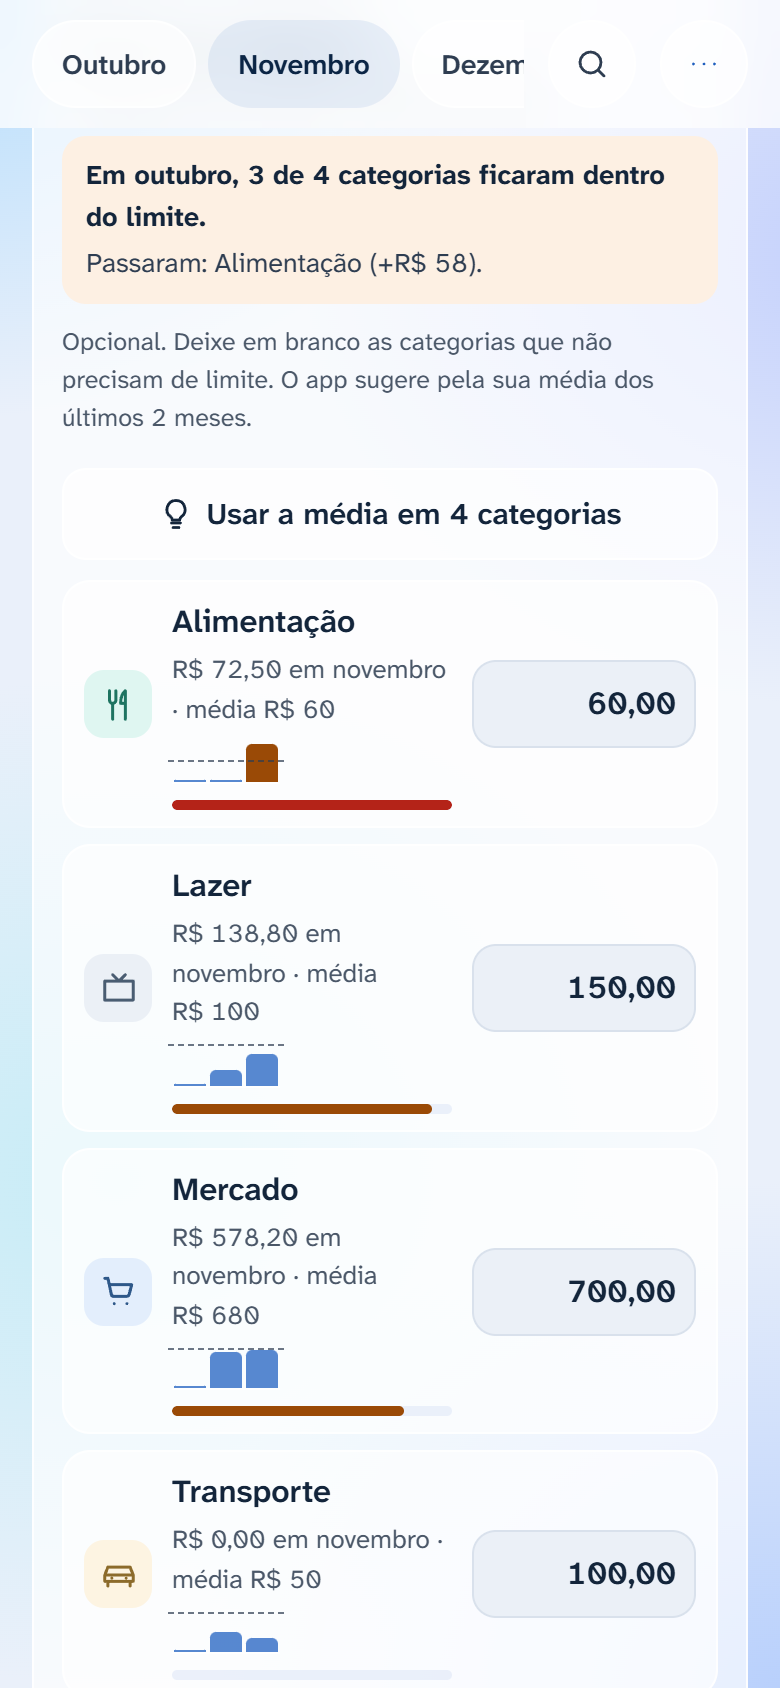 Outubro
Novembro
Dezem
...
Em outubro, 3 de 4 categorias ficaram dentro
do limite.
Passaram: Alimentação (+R$ 58).
Opcional. Deixe em branco as categorias que não
precisam de limite. O app sugere pela sua média dos
últimos 2 meses.
Usar a média em 4 categorias
Alimentação
R$ 72,50 em novembro
· média R$ 60
60,00
Lazer
R$ 138,80 em
novembro · média
R$ 100
150,00
Mercado
R$ 578,20 em
novembro · média
R$ 680
700,00
Transporte
R$ 0,00 em novembro ·
média R$ 50
100,00